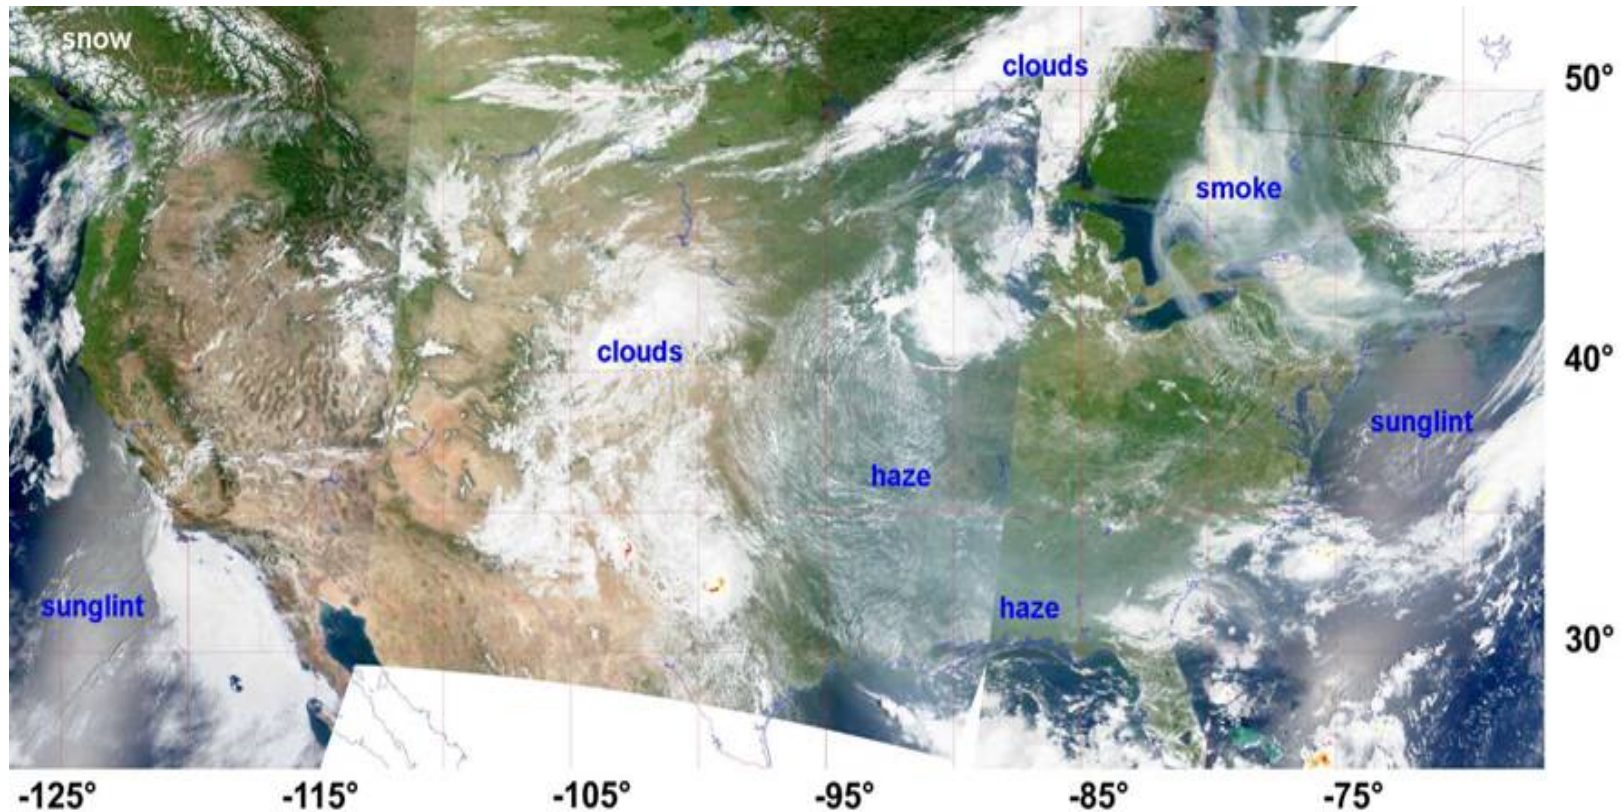 snow
clouds
50°
smoke
clouds
40°
sunglint
haze
sunglint
haze
30°
-125°
-115°
-105°
-95°
-85°
-75°